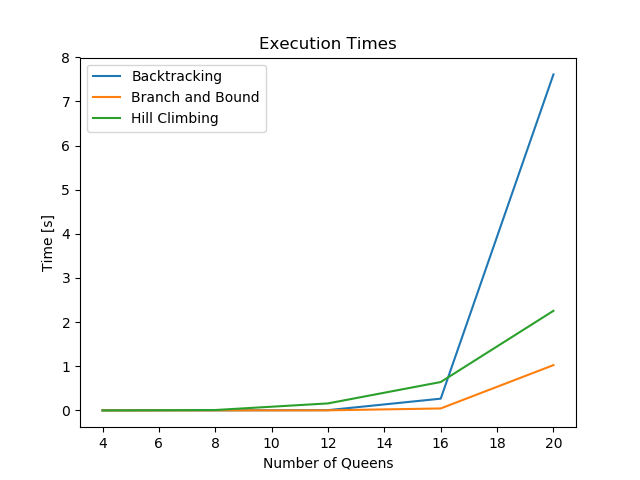 Execution Times
Backtracking
Branch and Bound
Hill Climbing
Time [s]
8
7
6
5
4
3
2
1
0
4 6 8 10 12 14 16 18 20
Number of Queens